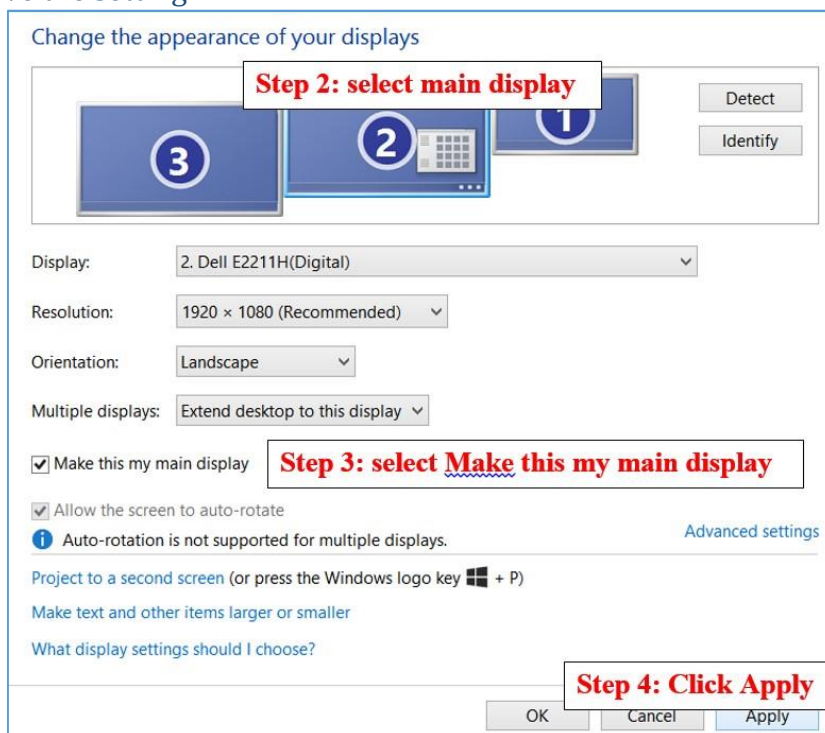 Change the appearance of your displays
Step 2: select main display
3
2
1
Detect
Identify
Display:
2. Dell E2211H(Digital)
Resolution:
1920 × 1080 (Recommended)
Orientation:
Landscape
Multiple displays:
Extend desktop to this display
Make this my main display
Step 3: select Make this my main display
Allow the screen to auto-rotate
Auto-rotation is not supported for multiple displays.
Advanced settings
Project to a second screen (or press the Windows logo key + P)
Make text and other items larger or smaller
What display settings should I choose?
Step 4: Click Apply
OK
Cancel
Apply